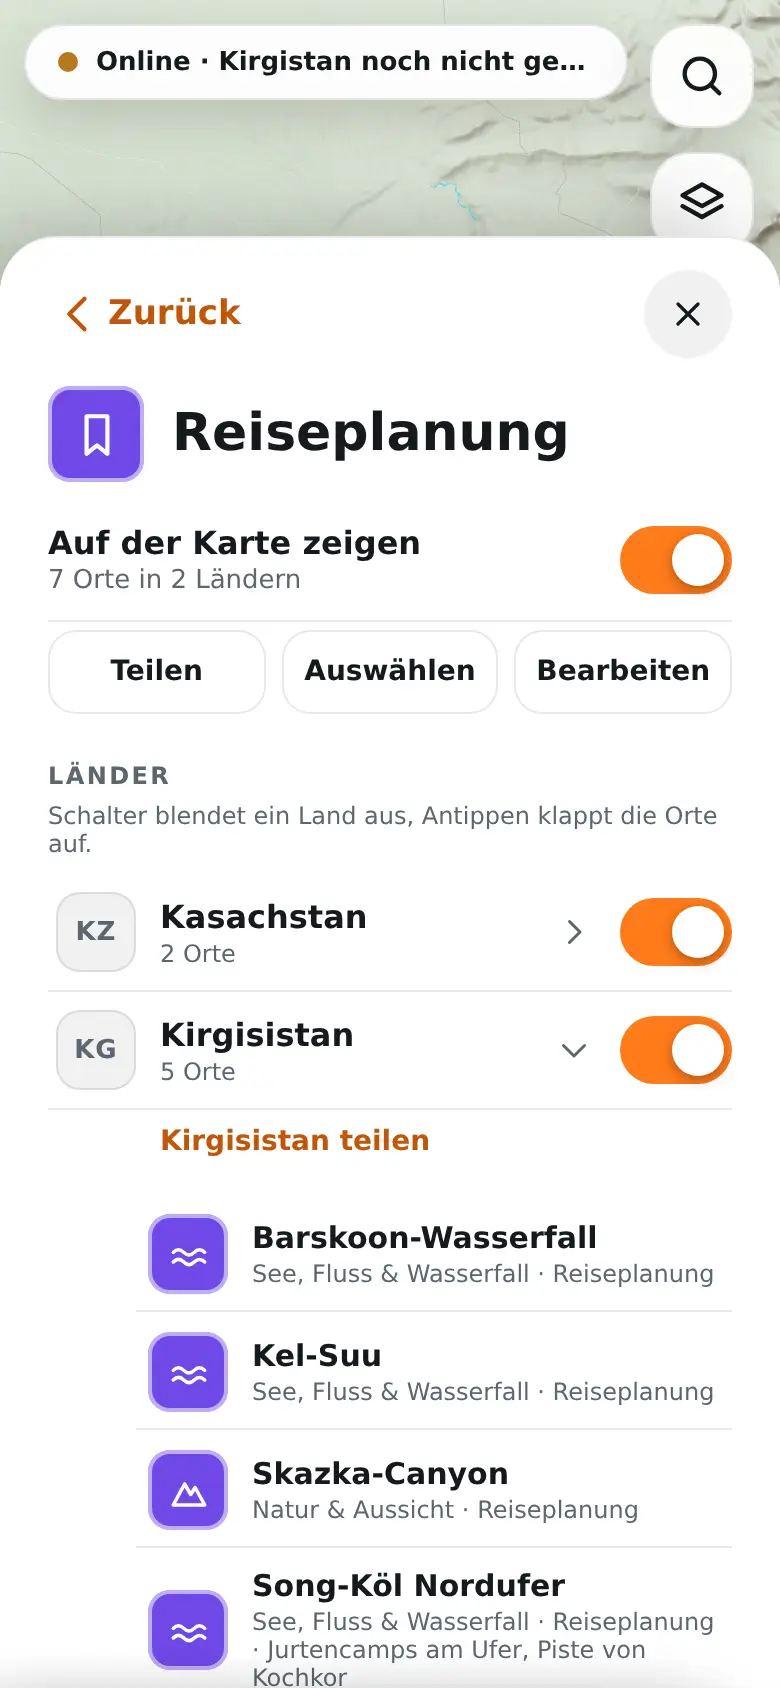 Online · Kirgistan noch nicht ge...
Zurück
Reiseplanung
Auf der Karte zeigen
7 Orte in 2 Ländern
Teilen
Auswählen
Bearbeiten
LÄNDER
Schalter blendet ein Land aus, Antippen klappt die Orte
auf.
KZ
Kasachstan
2 Orte
KG
Kirgisistan
5 Orte
Kirgisistan teilen
Barskoon-Wasserfall
See, Fluss & Wasserfall · Reiseplanung
Kel-Suu
See, Fluss & Wasserfall · Reiseplanung
Skazka-Canyon
Natur & Aussicht · Reiseplanung
Song-Köl Nordufer
See, Fluss & Wasserfall · Reiseplanung
· Jurtencamps am Ufer, Piste von
Kochkor